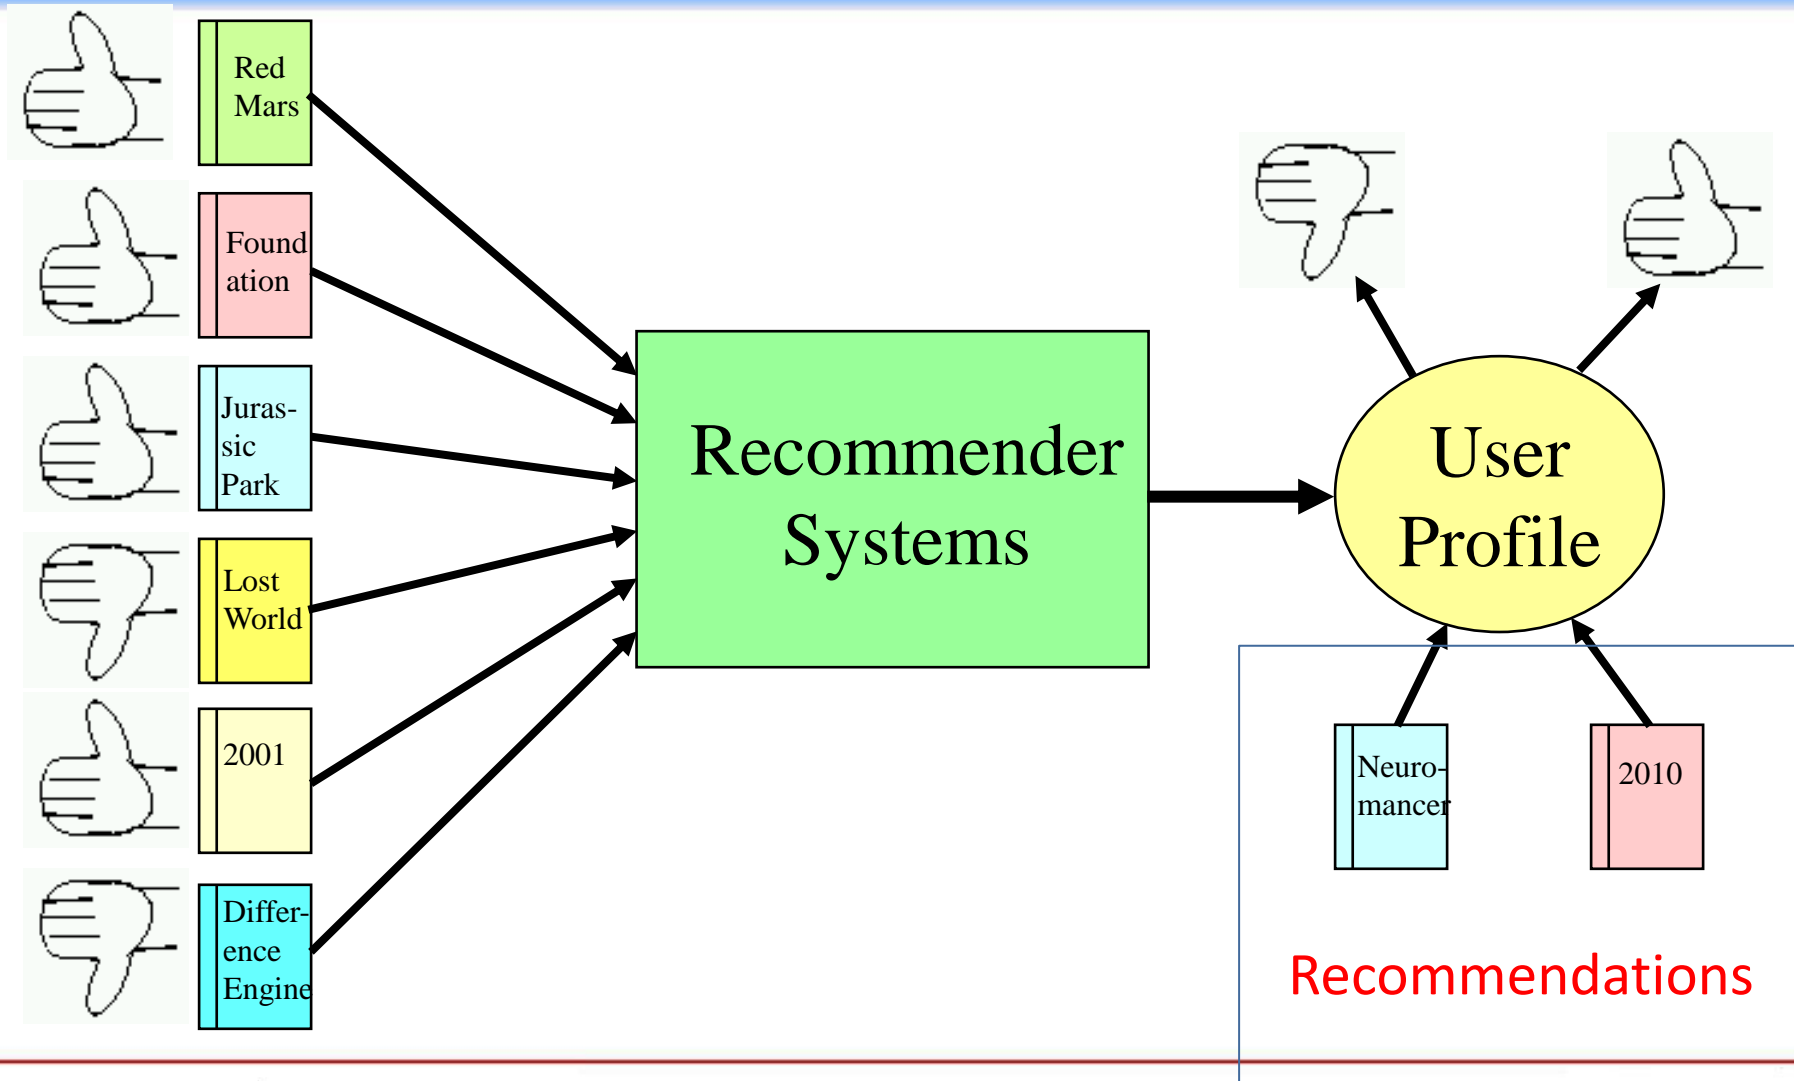 Red
Mars
Found
ation
Juras-
sic
Park
Lost
World
2001
Differ-
ence
Engine
Recommender
Systems
User
Profile
Neuro-
mancer
2010
Recommendations